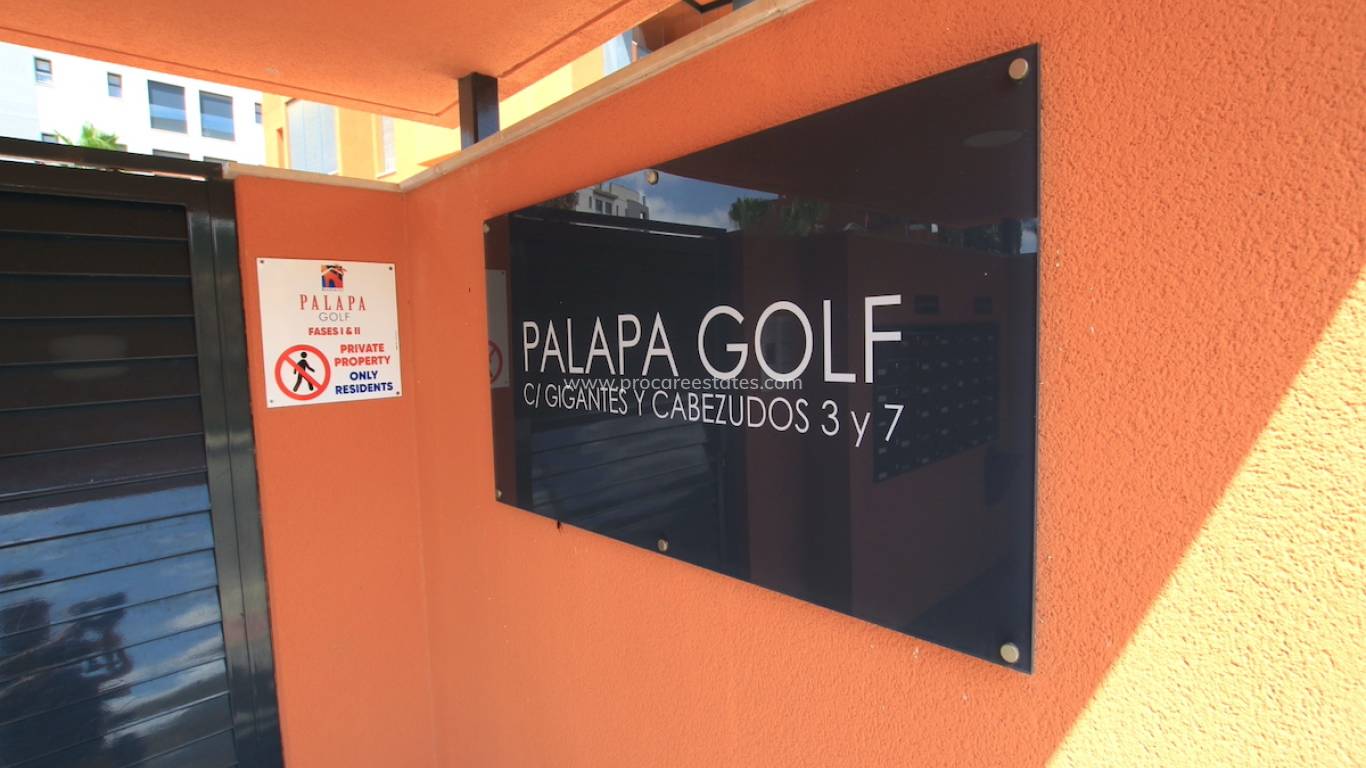 PALAPA
GOLF
FASES I & II
PRIVATE
PROPERTY
ONLY
RESIDENTS
PALAPA GOLF
www.procareestates.com
C/ GIGANTES Y CABEZUDOS 3 y 7